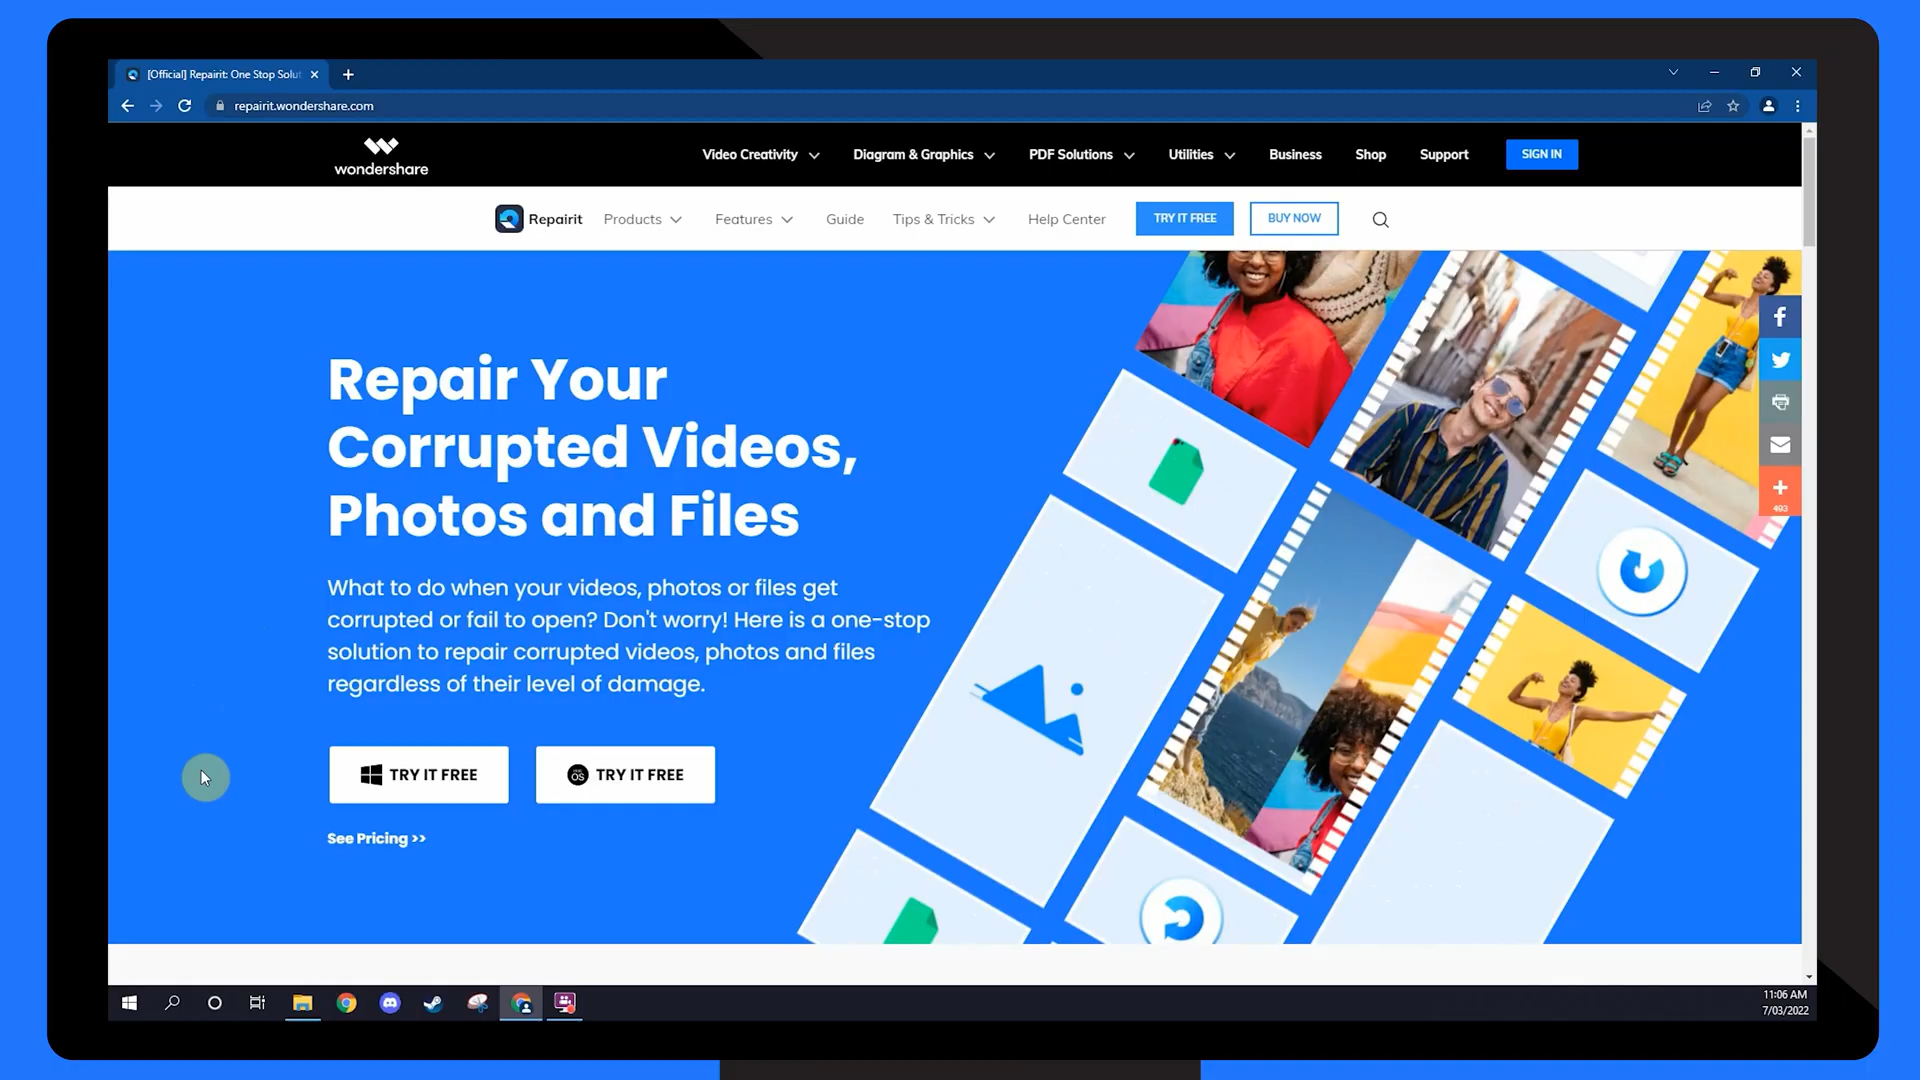 [Official] Repairit: One Stop Solut
repairit.wondershare.com
wondershare
Video Creativity
Diagram & Graphics
PDF Solutions
Utilities
Business
Shop
Support
SIGN IN
Repairit
Products
Features
Guide
Tips & Tricks
Help Center
TRY IT FREE
BUY NOW
Repair Your
Corrupted Videos,
Photos and Files
What to do when your videos, photos or files get
corrupted or fail to open? Don't worry! Here is a one-stop
solution to repair corrupted videos, photos and files
regardless of their level of damage.
TRY IT FREE
TRY IT FREE
See Pricing >>
493
11:06 AM
7/03/2022